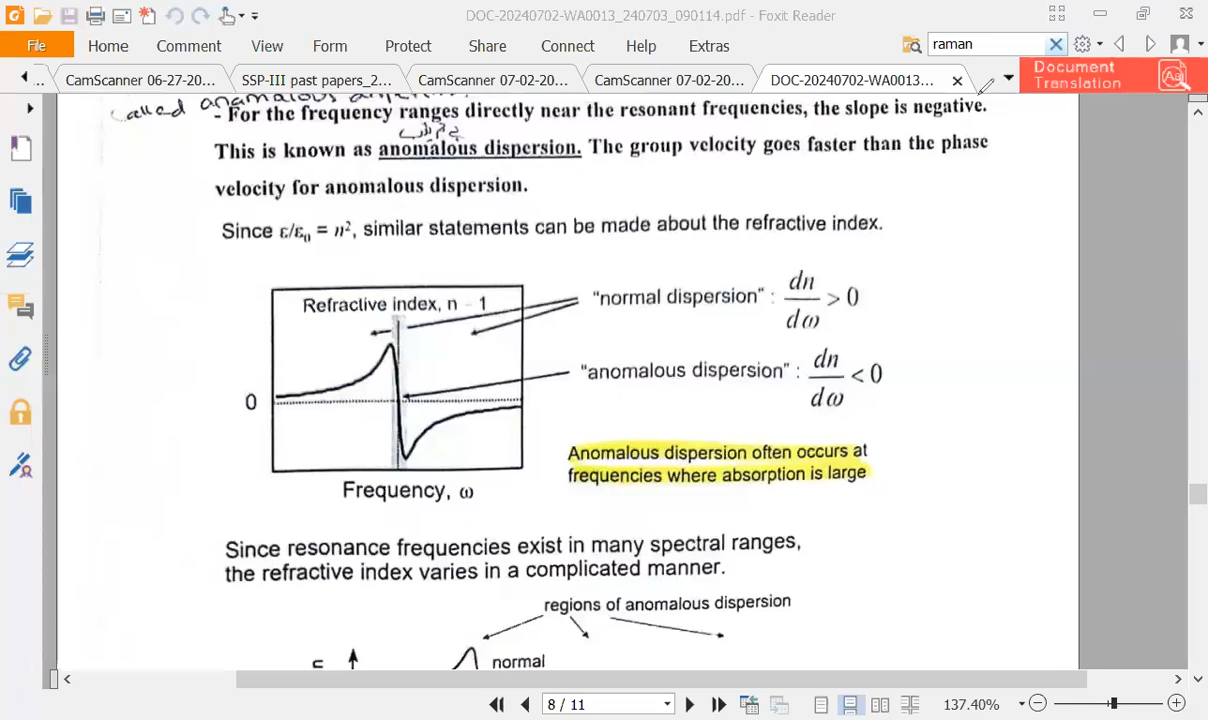 DOC-20240702-WA0013_240703_090114.pdf - Foxit Reader
File Home Comment View Form Protect Share Connect Help Extras
raman
... CamScanner 06-27-20... SSP-III past papers_2... CamScanner 07-02-20... CamScanner 07-02-20... DOC-20240702-WA0013...
Document
Translation
called anomalous
- For the frequency ranges directly near the resonant frequencies, the slope is negative.
This is known as anomalous dispersion. The group velocity goes faster than the phase
velocity for anomalous dispersion.
Since ε/ε₀ = n², similar statements can be made about the refractive index.
Refractive index, n - 1
"normal dispersion" : dn/dω > 0
"anomalous dispersion" : dn/dω < 0
0
Anomalous dispersion often occurs at
frequencies where absorption is large
Frequency, ω
Since resonance frequencies exist in many spectral ranges,
the refractive index varies in a complicated manner.
regions of anomalous dispersion
n
normal
8 / 11
137.40%